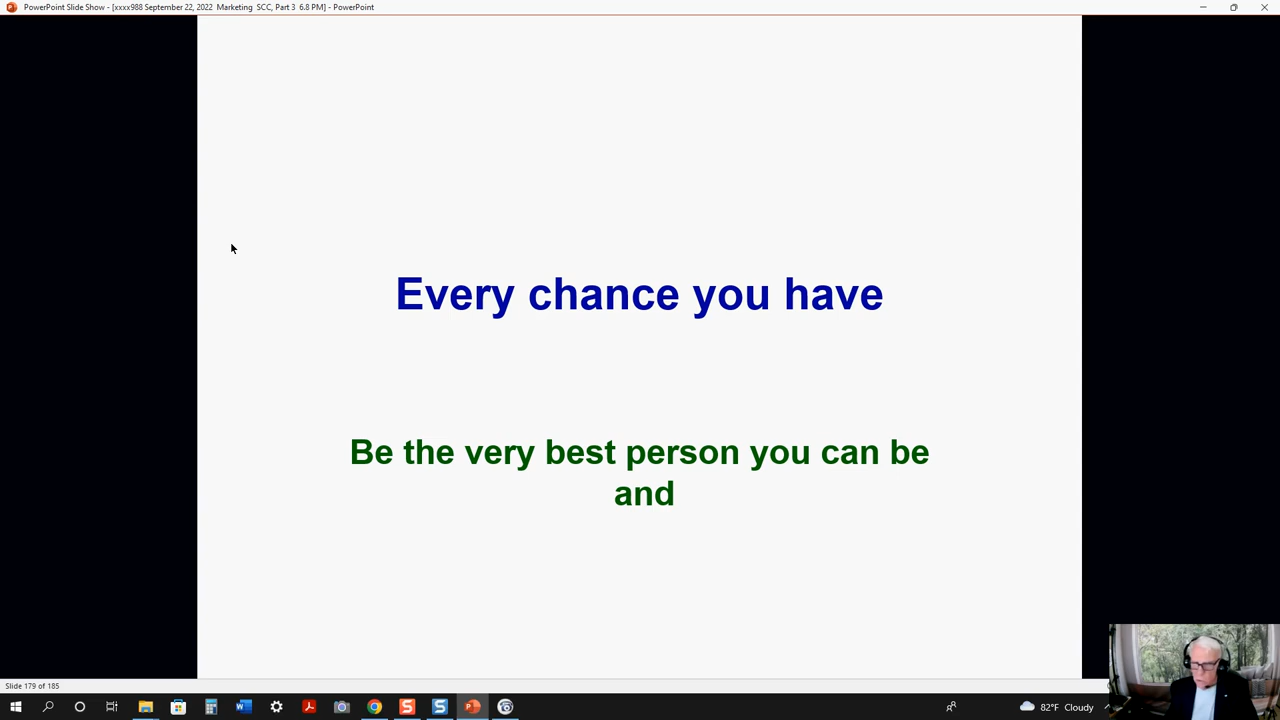 PowerPoint Slide Show - [xxxx988 September 22, 2022  Marketing  SCC, Part 3  6.8 PM] - PowerPoint
Every chance you have
Be the very best person you can be
and
Slide 179 of 185
82°F Cloudy